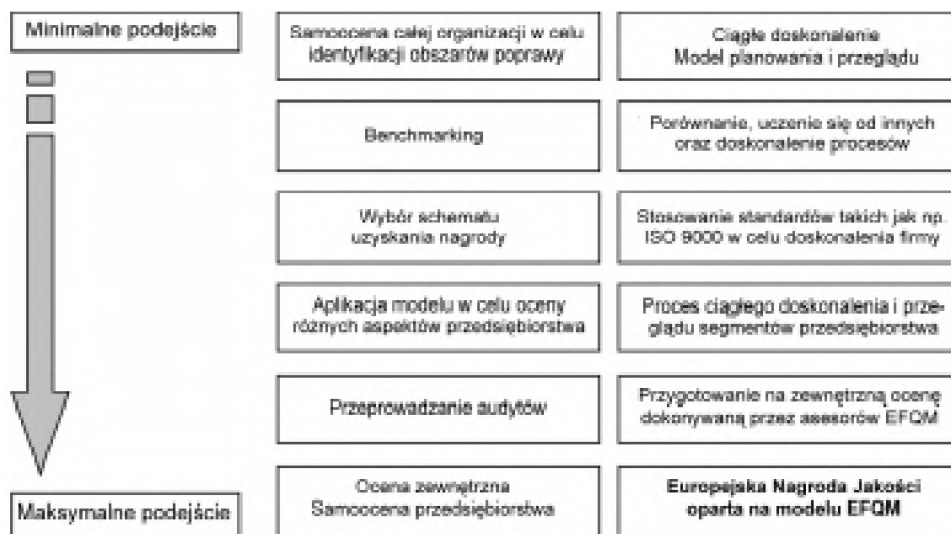 Minimalne podejście
Samoocena całej organizacji w celu
identyfikacji obszarów poprawy
Ciągłe doskonalenie
Model planowania i przeglądu
Benchmarking
Porównanie, uczenie się od innych
oraz doskonalenie procesów
Wybór schematu
uzyskania nagrody
Stosowanie standardów takich jak np.
ISO 9000 w celu doskonalenia firmy
Aplikacja modelu w celu oceny
różnych aspektów przedsiębiorstwa
Proces ciągłego doskonalenia i prze-
glądu segmentów przedsiębiorstwa
Przeprowadzanie audytów
Przygotowanie na zewnętrzną ocenę
dokonywaną przez asesorów EFQM
Maksymalne podejście
Ocena zewnętrzna
Samoocena przedsiębiorstwa
Europejska Nagroda Jakości
oparta na modelu EFQM